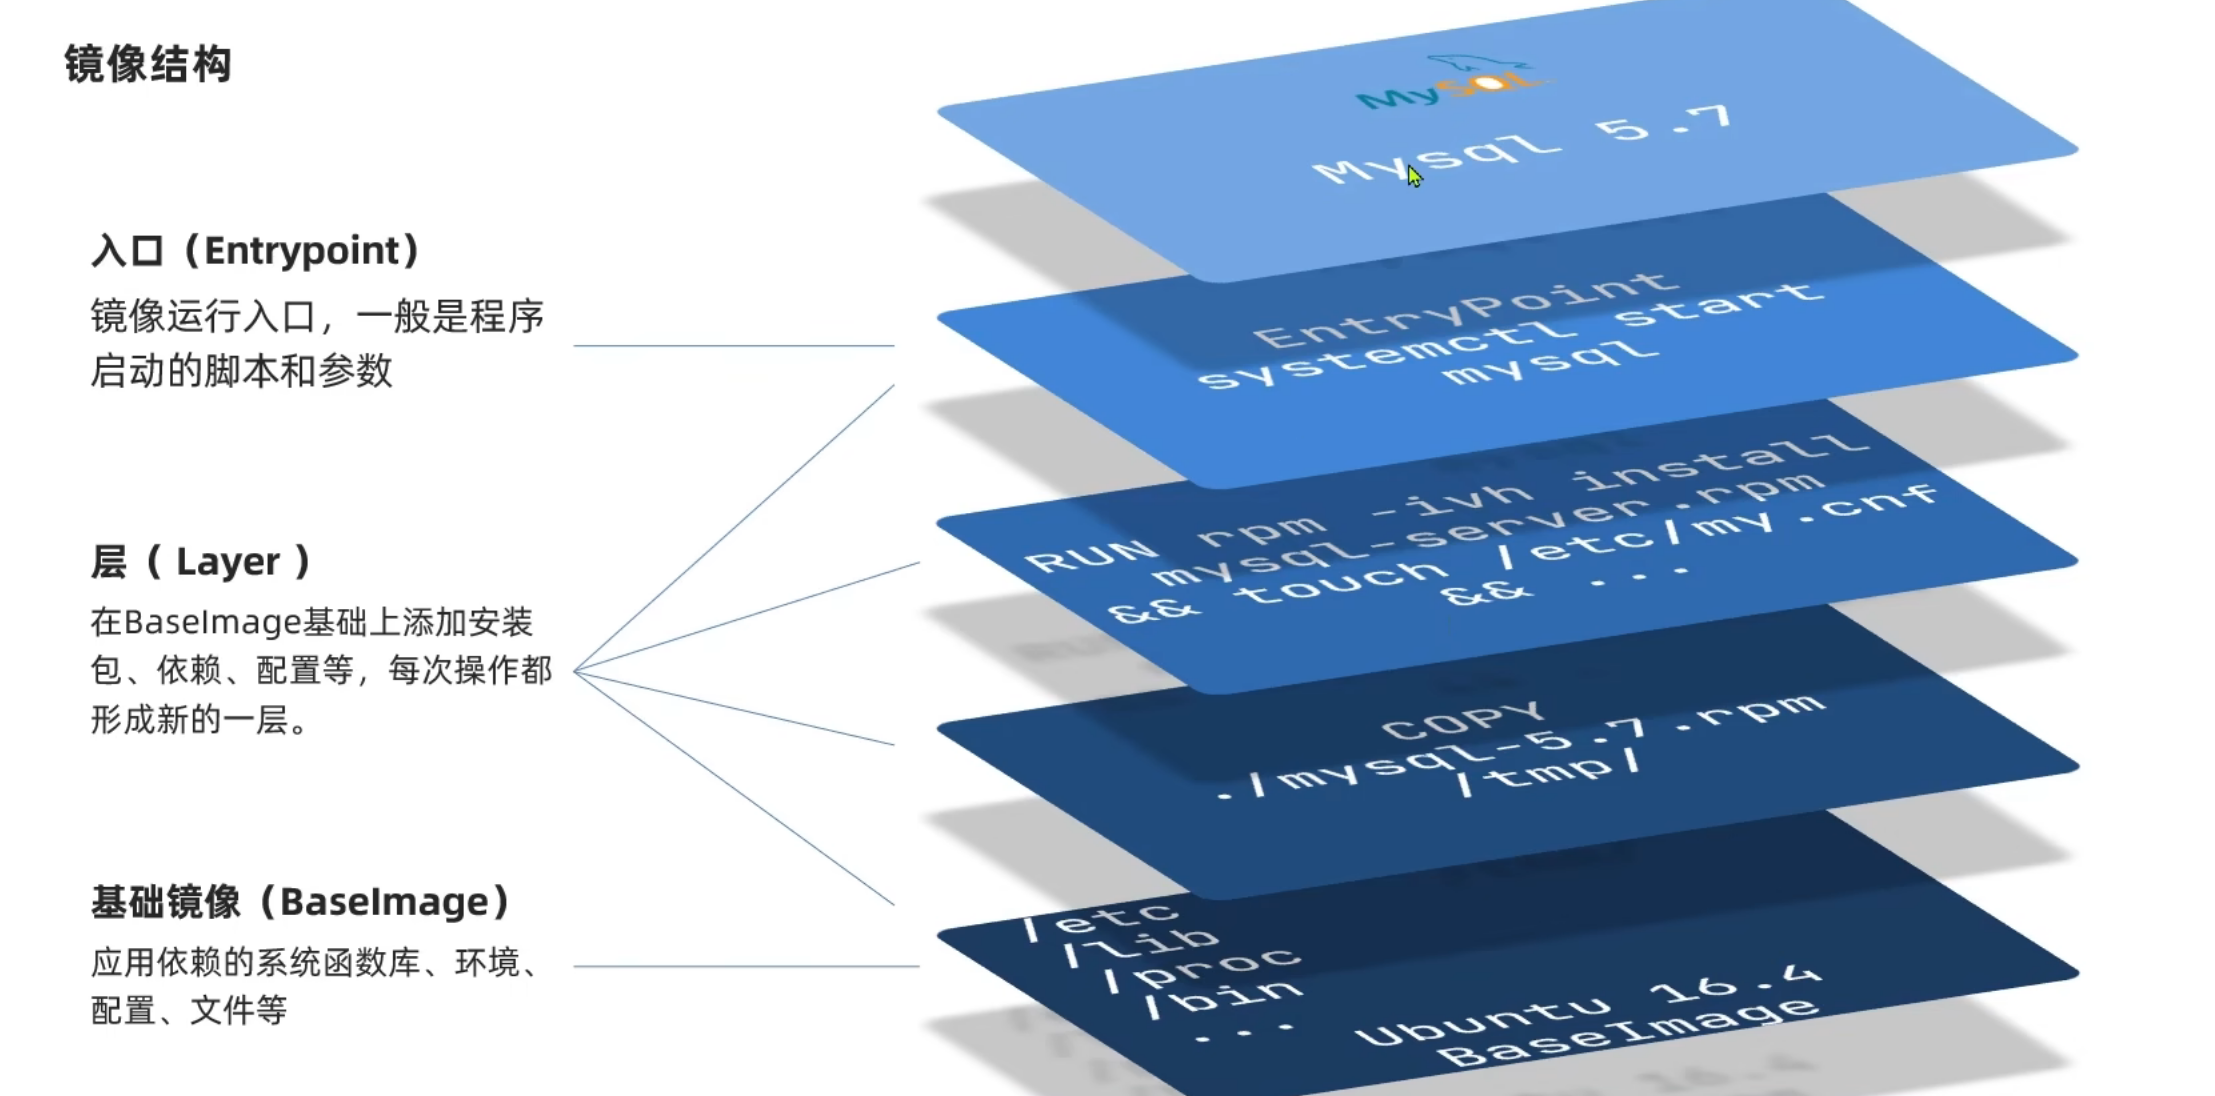 镜像结构
入口（Entrypoint）
镜像运行入口，一般是程序
启动的脚本和参数
层（ Layer ）
在BaseImage基础上添加安装
包、依赖、配置等，每次操作都
形成新的一层。
基础镜像（BaseImage）
应用依赖的系统函数库、环境、
配置、文件等
MySQL
Mysql 5.7
EntryPoint
systemctl start
mysql
RUN rpm -ivh install
mysql-server.rpm
&& touch /etc/my.cnf
&& ...
COPY
./mysql-5.7.rpm
/tmp/
/etc
/lib
/proc
/bin
...
Ubuntu 16.4
BaseImage